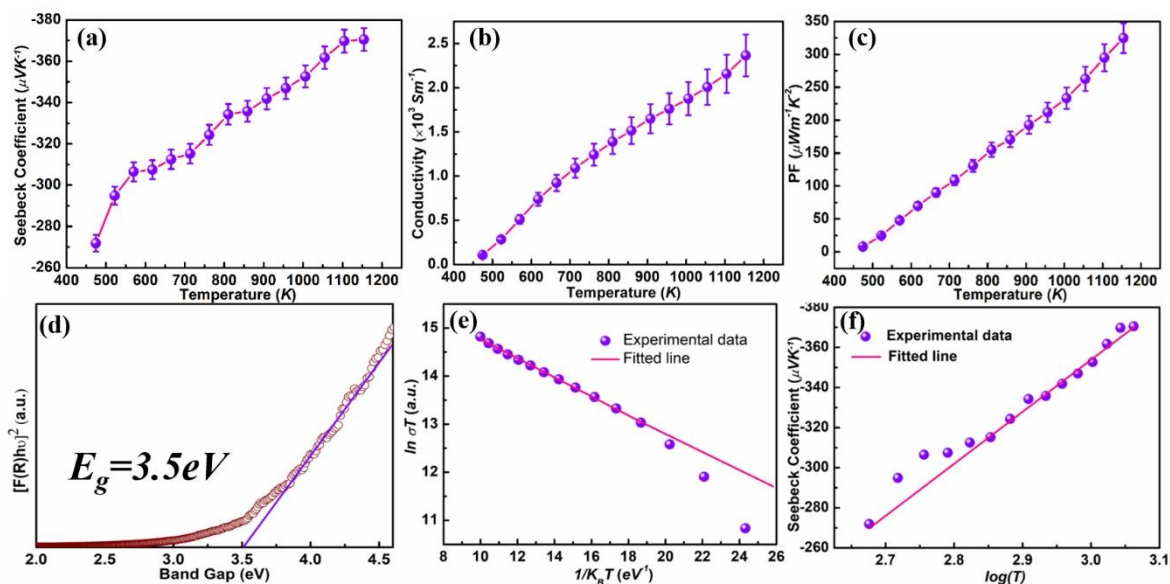 (a)
Seebeck Coefficient (μVK⁻¹)
-380
-360
-340
-320
-300
-280
-260
400 500 600 700 800 900 1000 1100 1200
Temperature (K)
(b)
Conductivity (×10³ Sm⁻¹)
2.5
2.0
1.5
1.0
0.5
0.0
400 500 600 700 800 900 1000 1100 1200
Temperature (K)
(c)
PF (μWm⁻¹K⁻²)
350
300
250
200
150
100
50
0
400 500 600 700 800 900 1000 1100 1200
Temperature (K)
(d)
[F(R)hυ]² (a.u.)
E_g=3.5eV
2.0 2.5 3.0 3.5 4.0 4.5
Band Gap (eV)
(e)
Experimental data
Fitted line
ln σT (a.u.)
15
14
13
12
11
8 10 12 14 16 18 20 22 24 26
1/K_BT (eV⁻¹)
(f)
Experimental data
Fitted line
Seebeck Coefficient (μVK⁻¹)
-380
-360
-340
-320
-300
-280
-260
2.6 2.7 2.8 2.9 3.0 3.1
log(T)